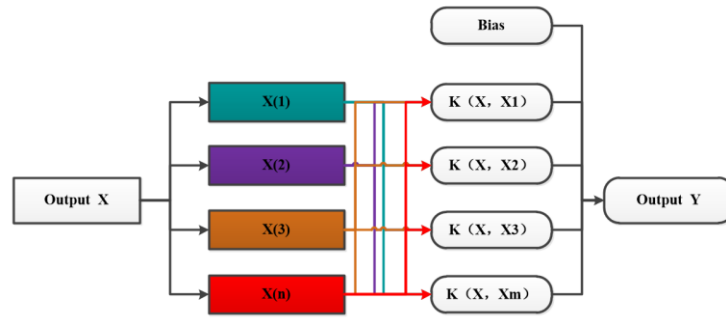 Bias
X(1)
K（X，X1）
X(2)
K（X，X2）
Output X
Output Y
X(3)
K（X，X3）
X(n)
K（X，Xm）